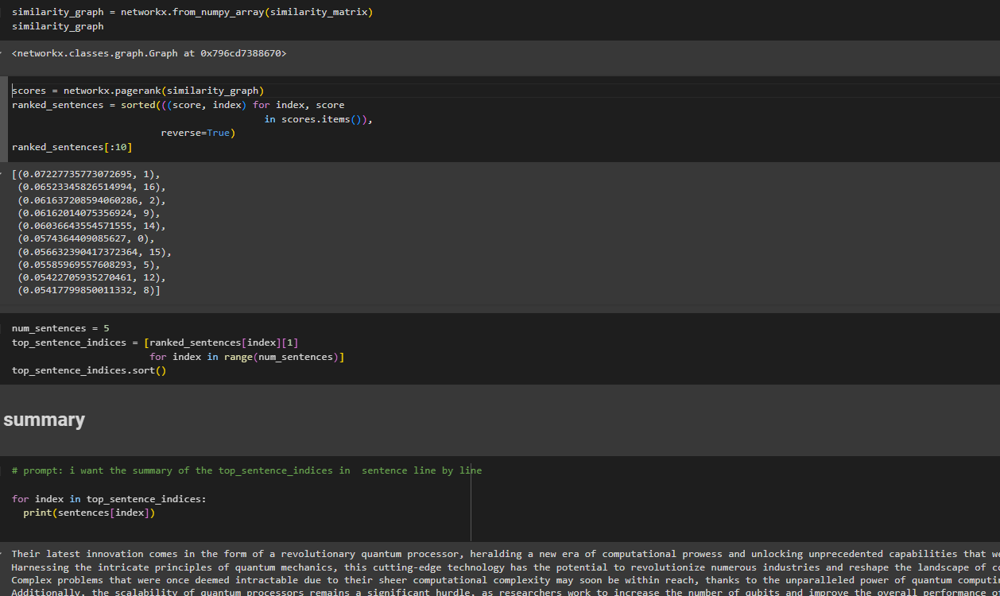 similarity_graph = networkx.from_numpy_array(similarity_matrix)
similarity_graph
<networkx.classes.graph.Graph at 0x796cd7388670>
scores = networkx.pagerank(similarity_graph)
ranked_sentences = sorted(((score, index) for index, score
in scores.items()),
reverse=True)
ranked_sentences[:10]
[(0.07227735773072695, 1),
(0.06523345826514994, 16),
(0.061637208594060286, 2),
(0.06162014075356924, 9),
(0.06036643554571555, 14),
(0.0574364409085627, 0),
(0.056632390417372364, 15),
(0.05585969557608293, 5),
(0.05422705935270461, 12),
(0.05417799850011332, 8)]
num_sentences = 5
top_sentence_indices = [ranked_sentences[index][1]
for index in range(num_sentences)]
top_sentence_indices.sort()
summary
# prompt: i want the summary of the top_sentence_indices in  sentence line by line
for index in top_sentence_indices:
print(sentences[index])
Their latest innovation comes in the form of a revolutionary quantum processor, heralding a new era of computational prowess and unlocking unprecedented capabilities that
Harnessing the intricate principles of quantum mechanics, this cutting-edge technology has the potential to revolutionize numerous industries and reshape the landscape of
Complex problems that were once deemed intractable due to their sheer computational complexity may soon be within reach, thanks to the unparalleled power of quantum
Additionally, the scalability of quantum processors remains a significant hurdle, as researchers work to increase the number of qubits and improve the overall performance